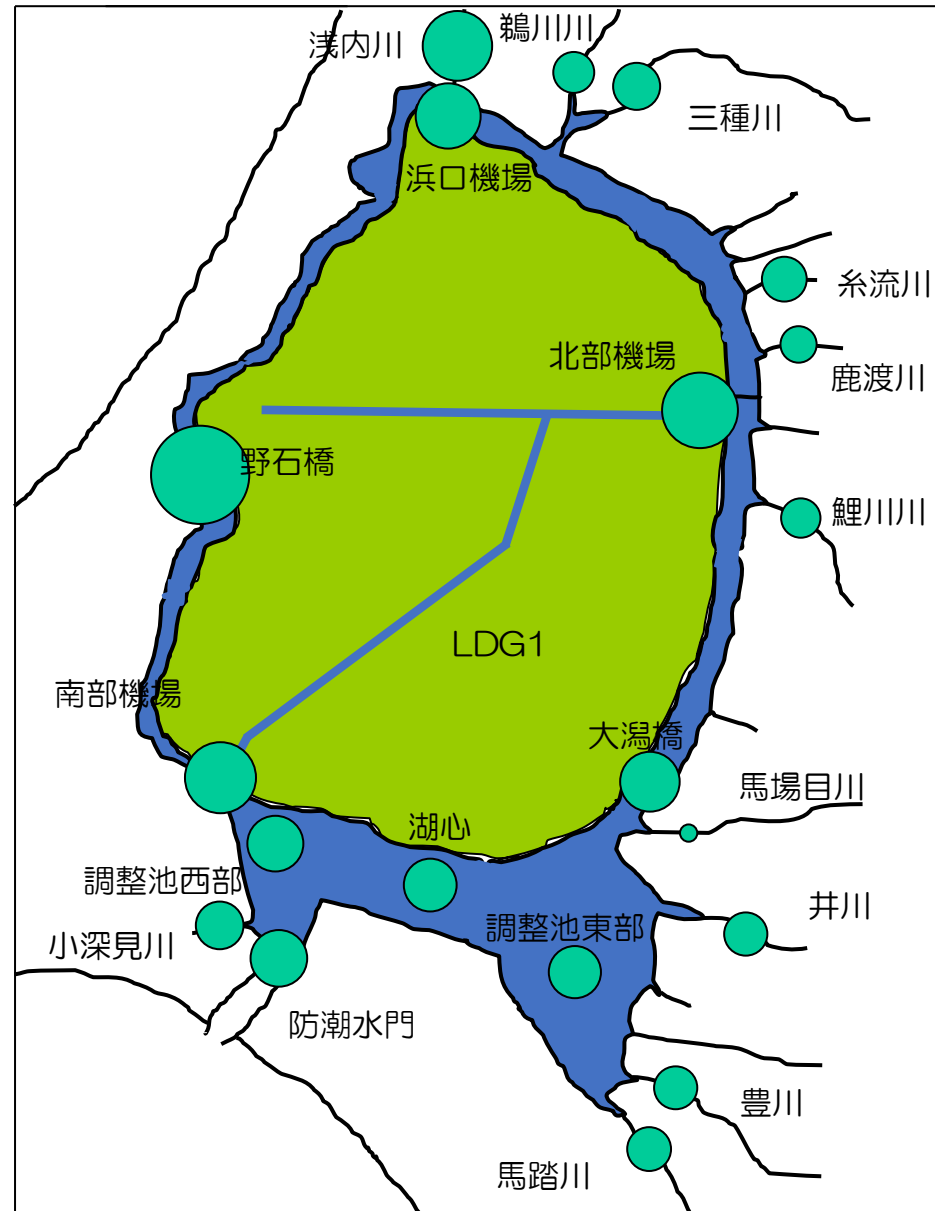 鵜川川
浅内川
三種川
浜口機場
糸流川
北部機場
鹿渡川
野石橋
鯉川川
LDG1
南部機場
大潟橋
馬場目川
湖心
調整池西部
井川
調整池東部
小深見川
防潮水門
豊川
馬踏川